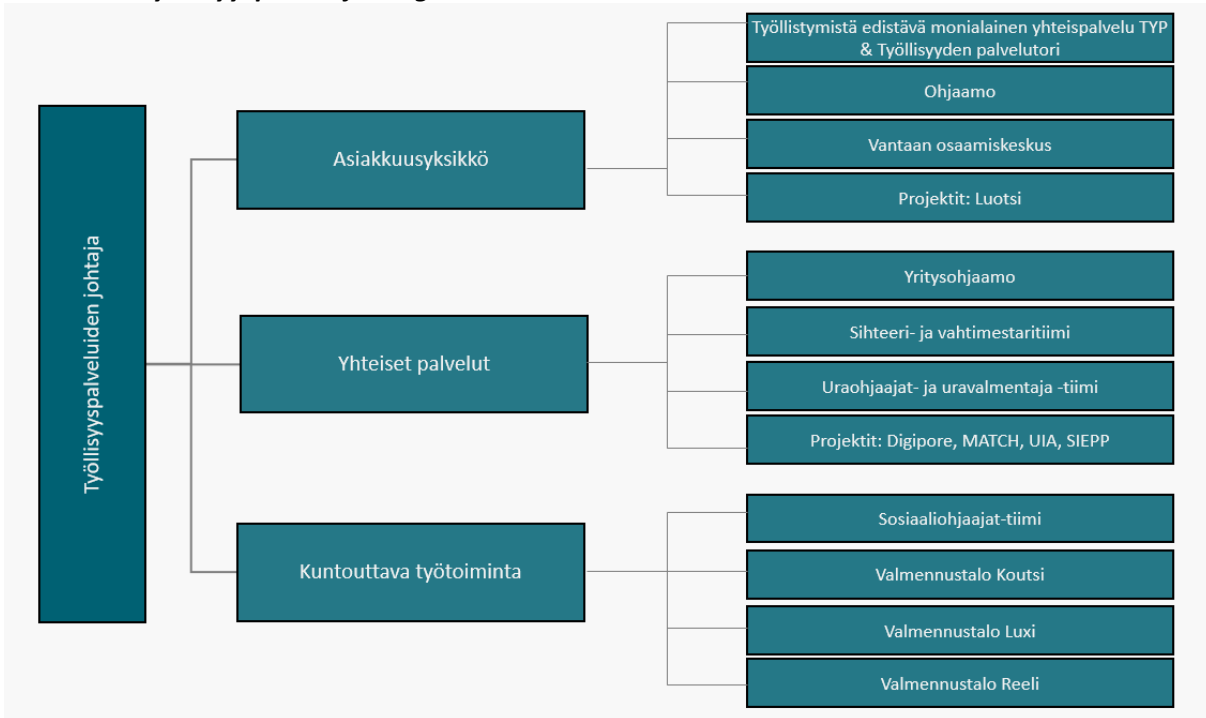 Työllisyyspalveluiden johtaja
Asiakkuusyksikkö
Työllistymistä edistävä monialainen yhteispalvelu TYP
& Työllisyyden palvelutori
Ohjaamo
Vantaan osaamiskeskus
Projektit: Luotsi
Yhteiset palvelut
Yritysohjaamo
Sihteeri- ja vahtimestaritiimi
Uraohjaajat- ja uravalmentaja -tiimi
Projektit: Digipore, MATCH, UIA, SIEPP
Kuntouttava työtoiminta
Sosiaaliohjaajat-tiimi
Valmennustalo Koutsi
Valmennustalo Luxi
Valmennustalo Reeli